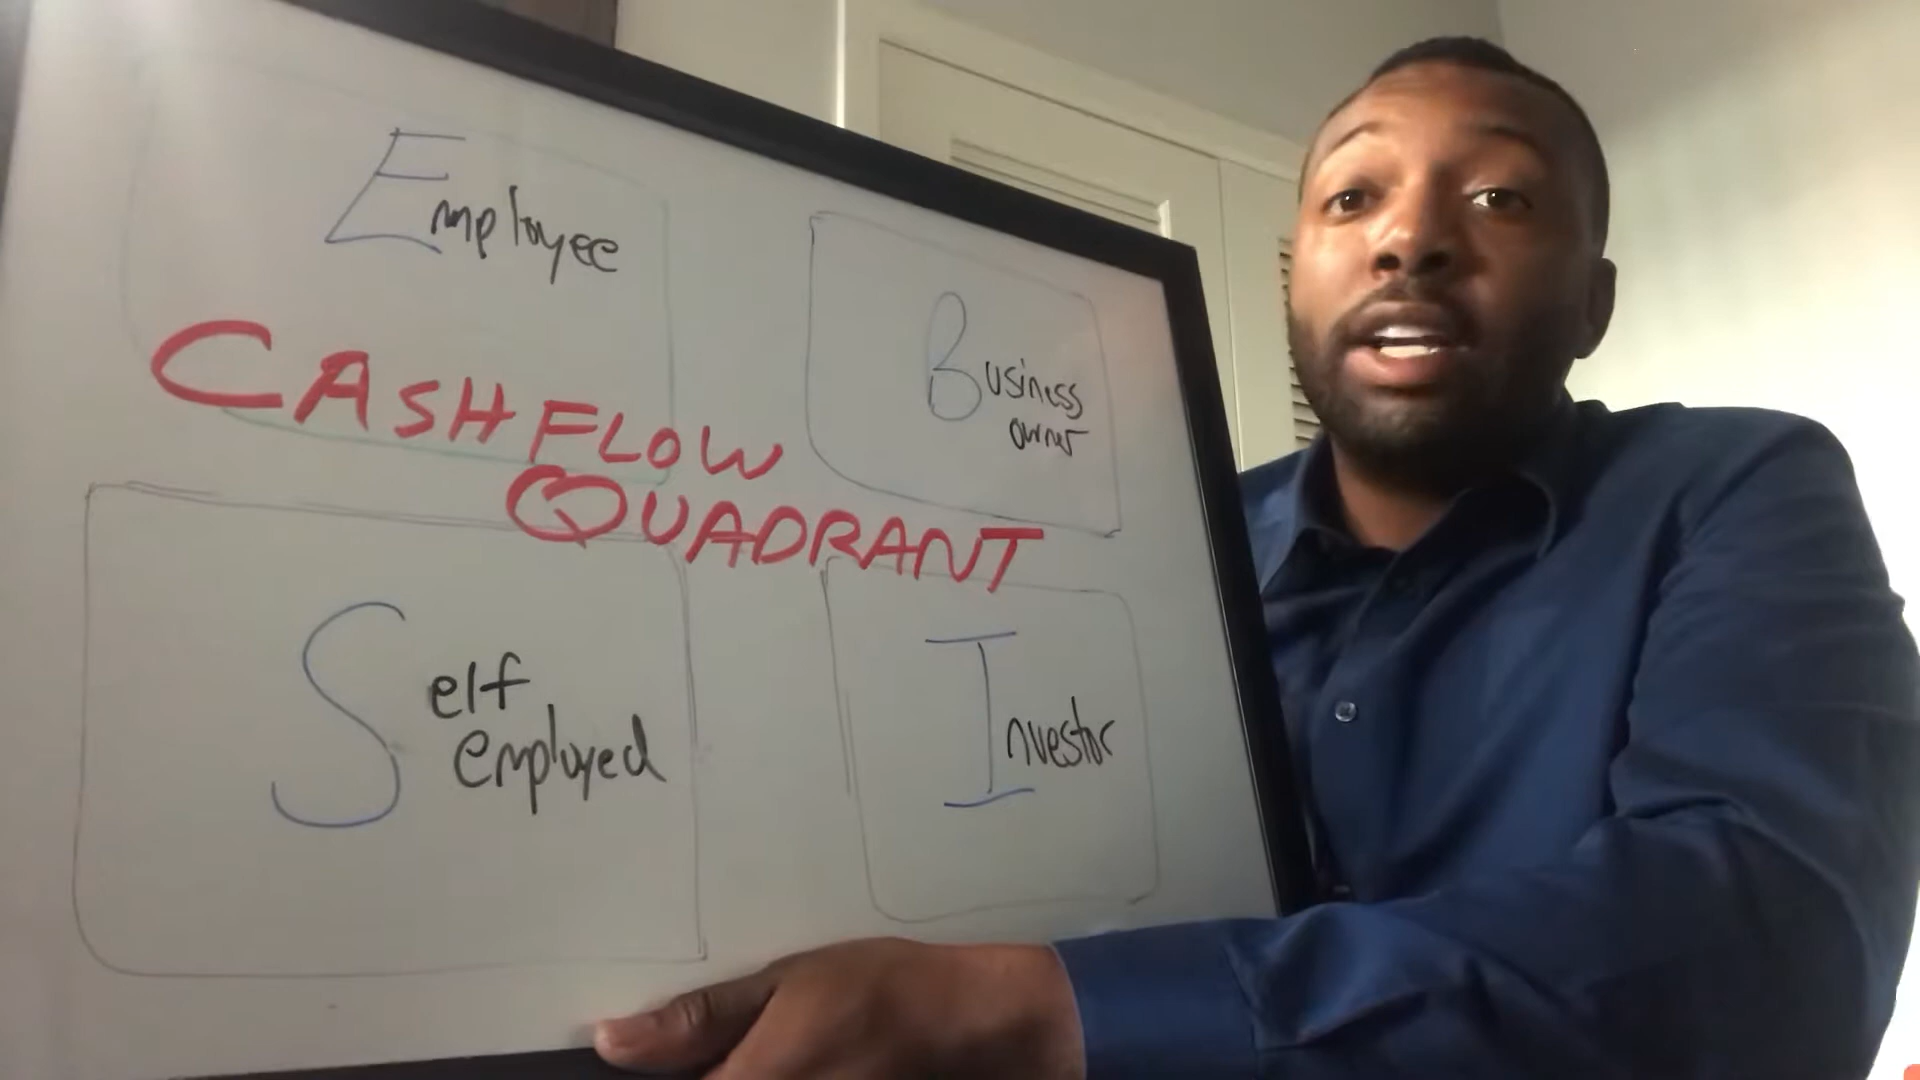 Employee
Business
owner
CASHFLOW
QUADRANT
Self
employed
Investor